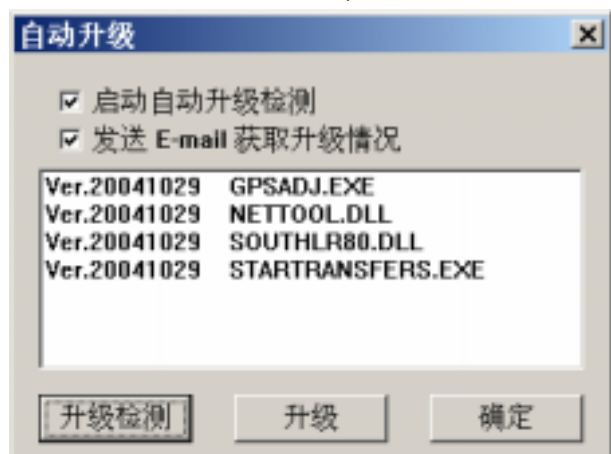 自动升级
启动自动升级检测
发送 E-mail 获取升级情况
Ver.20041029 GPSADJ.EXE
Ver.20041029 NETTOOL.DLL
Ver.20041029 SOUTHLR80.DLL
Ver.20041029 STARTRANSFERS.EXE
升级检测 升级 确定